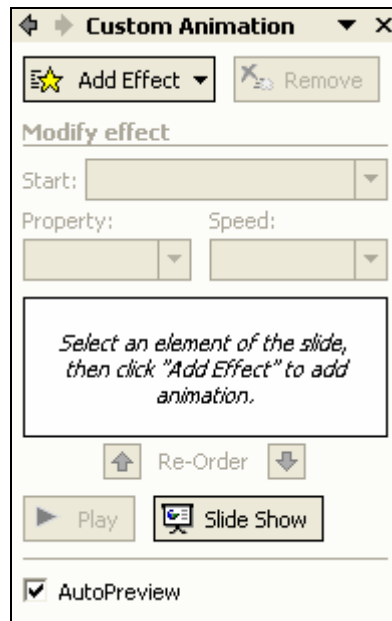 Custom Animation
Add Effect
Remove
Modify effect
Start:
Property:
Speed:
Select an element of the slide,
then click "Add Effect" to add
animation.
Re-Order
Play
Slide Show
AutoPreview